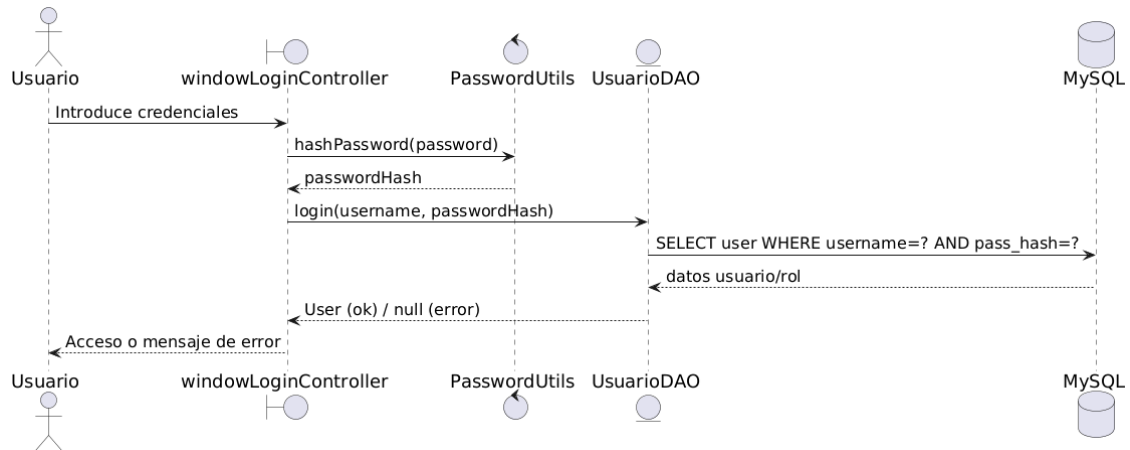 Usuario
windowLoginController
PasswordUtils
UsuarioDAO
MySQL
Introduce credenciales
hashPassword(password)
passwordHash
login(username, passwordHash)
SELECT user WHERE username=? AND pass_hash=?
datos usuario/rol
User (ok) / null (error)
Acceso o mensaje de error
Usuario
windowLoginController
PasswordUtils
UsuarioDAO
MySQL